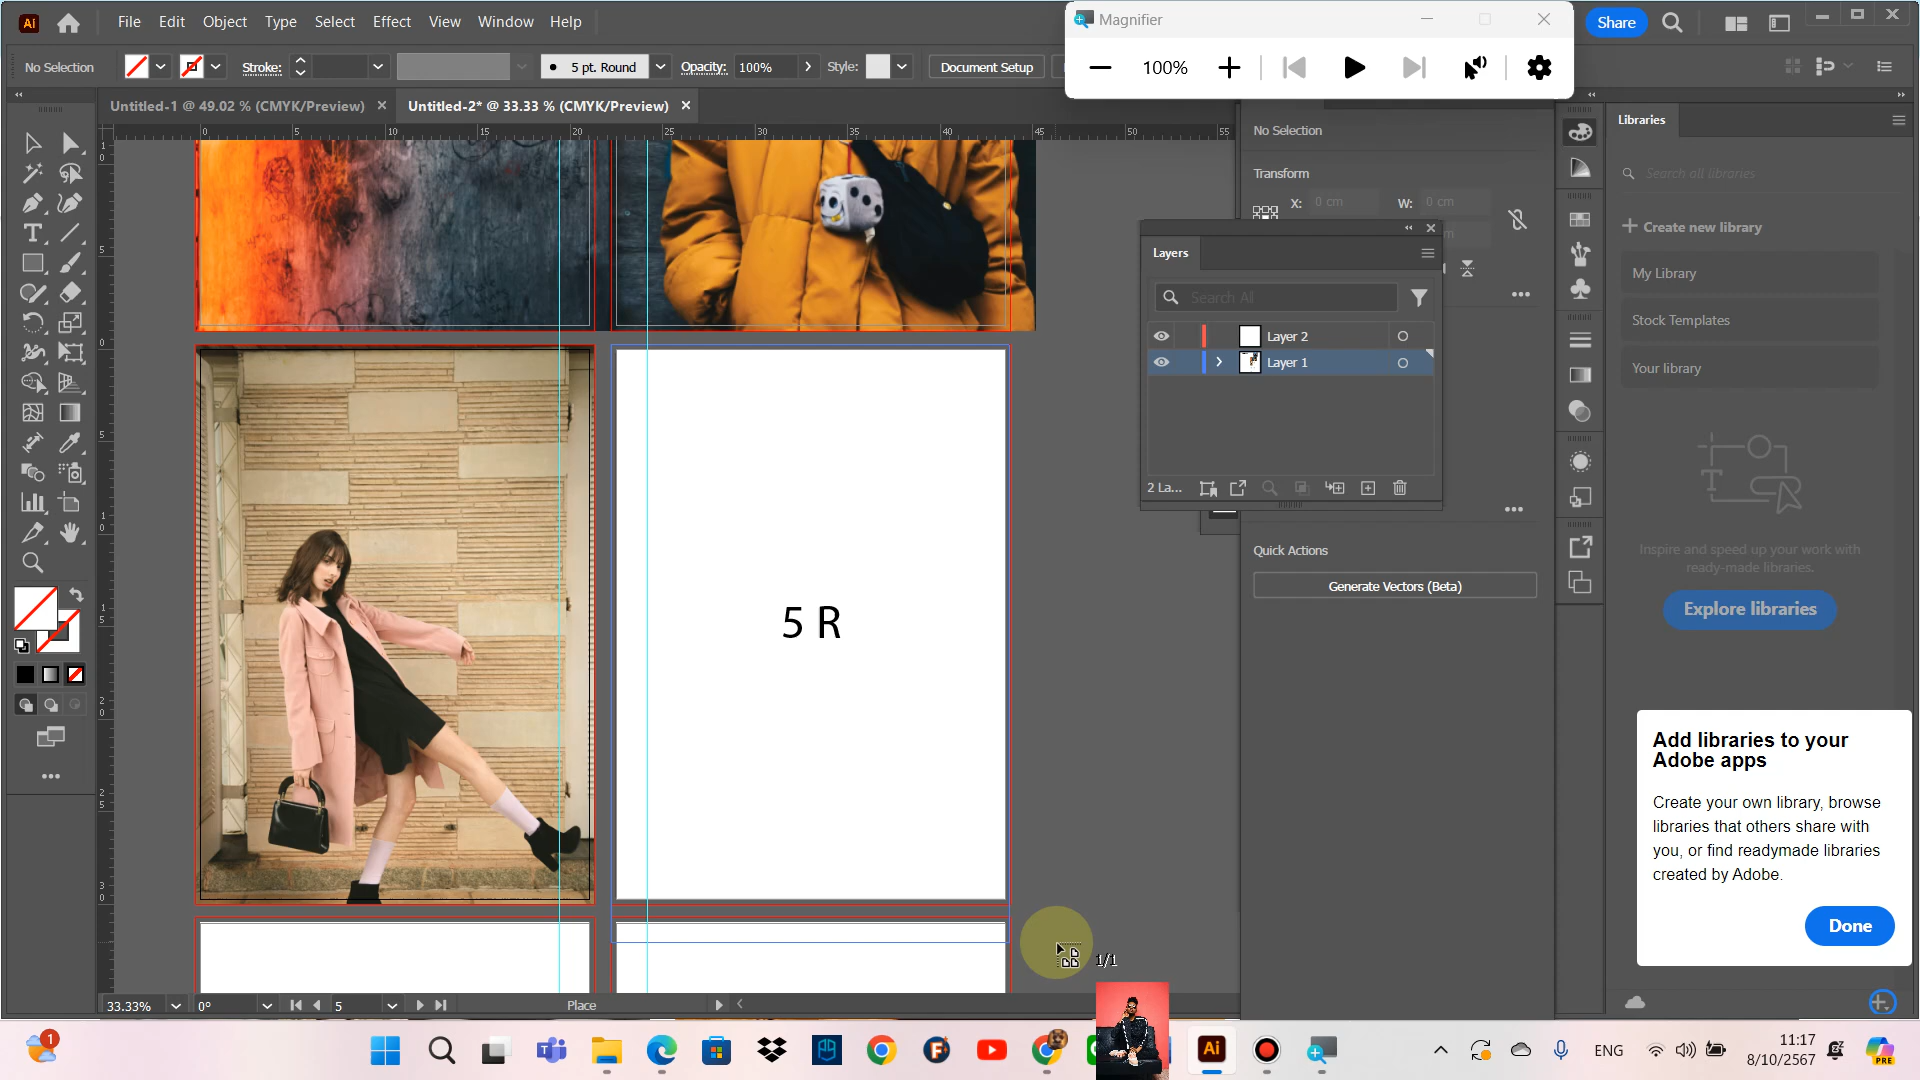 File Edit Object Type Select Effect View Window Help
Magnifier
Share
No Selection
Stroke:
5 pt. Round
Opacity:
100%
Style:
Document Setup
100%
Untitled-1 @ 49.02 % (CMYK/Preview)
Untitled-2* @ 33.33 % (CMYK/Preview)
Libraries
No Selection
Search all libraries
Transform
X:
0 cm
W:
0 cm
Create new library
Layers
My Library
Search All
Stock Templates
Layer 2
Layer 1
Your library
2 La...
Quick Actions
Generate Vectors (Beta)
Inspire and speed up your work with
ready-made libraries.
Explore libraries
5 R
Add libraries to your
Adobe apps
Create your own library, browse
libraries that others share with
you, or find readymade libraries
created by Adobe.
Done
1/1
33.33%
0°
5
Place
ENG
11:17
8/10/2567